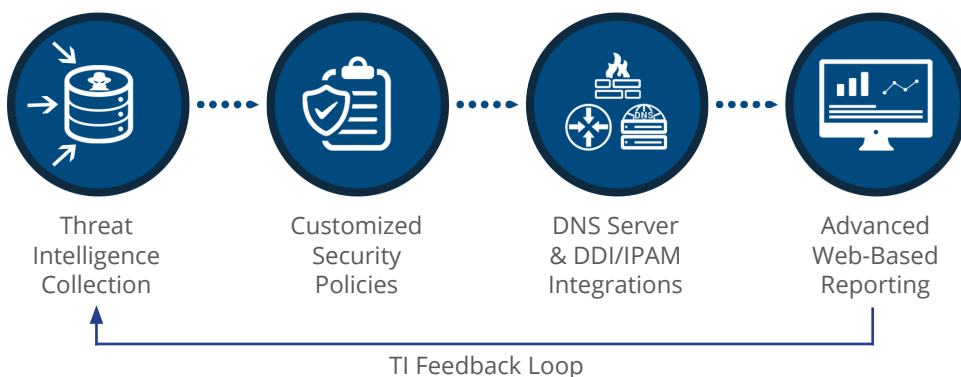 DNS
Threat
Intelligence
Collection
Customized
Security
Policies
DNS Server
& DDI/IPAM
Integrations
Advanced
Web-Based
Reporting
TI Feedback Loop